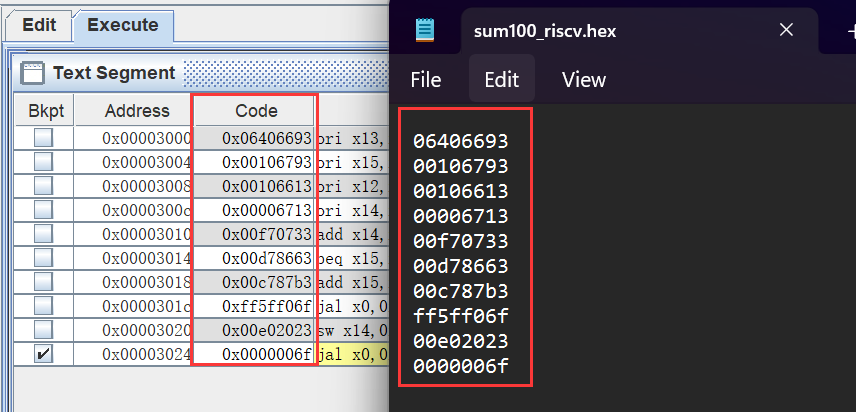 Edit Execute
Text Segment
Bkpt Address Code
0x00003000 0x06406693 ori x13,
0x00003004 0x00106793 ori x15,
0x00003008 0x00106613 ori x12,
0x0000300c 0x00006713 ori x14,
0x00003010 0x00f70733 add x14,
0x00003014 0x00d78663 beq x15,
0x00003018 0x00c787b3 add x15,
0x0000301c 0xff5ff06f jal x0,0
0x00003020 0x00e02023 sw x14,0
0x00003024 0x0000006f jal x0,0
sum100_riscv.hex
File Edit View
06406693
00106793
00106613
00006713
00f70733
00d78663
00c787b3
ff5ff06f
00e02023
0000006f